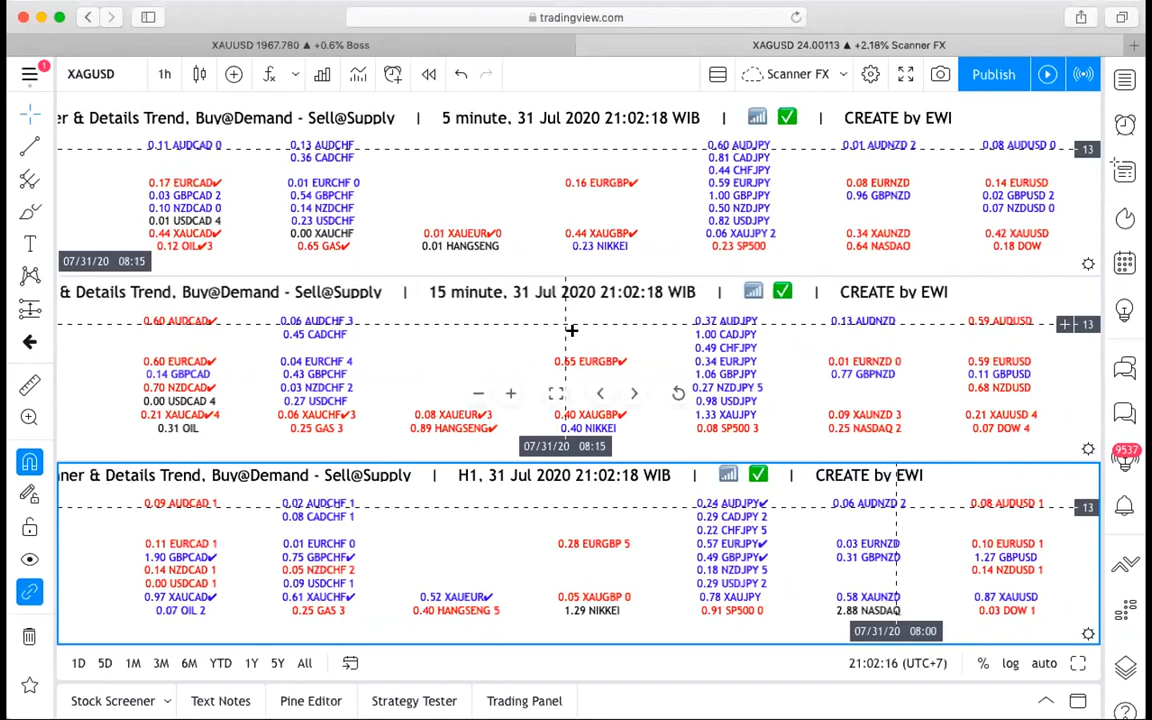 tradingview.com
XAUUSD 1967.780 ▲ +0.6% Boss
XAGUSD 24.00113 ▲ +2.18% Scanner FX
1
XAGUSD 1h Scanner FX Publish
er & Details Trend, Buy@Demand - Sell@Supply | 5 minute, 31 Jul 2020 21:02:18 WIB | 📶 ✅ | CREATE by EWI
0.11 AUDCAD 0 0.13 AUDCHF 0.60 AUDJPY 0.01 AUDNZD 2 0.08 AUDUSD 0 13
0.36 CADCHF 0.81 CADJPY
0.44 CHFJPY
0.17 EURCAD✔ 0.01 EURCHF 0 0.16 EURGBP✔ 0.59 EURJPY 0.08 EURNZD 0.14 EURUSD
0.03 GBPCAD 2 0.54 GBPCHF 1.00 GBPJPY 0.96 GBPNZD 0.02 GBPUSD 2
0.10 NZDCAD 0 0.14 NZDCHF 0.50 NZDJPY 0.07 NZDUSD 0
0.01 USDCAD 4 0.23 USDCHF 0.82 USDJPY
0.44 XAUCAD✔ 0.00 XAUCHF 0.01 XAUEUR✔0 0.44 XAUGBP✔ 0.06 XAUJPY 2 0.34 XAUNZD 0.42 XAUUSD
0.12 OIL✔3 0.65 GAS✔ 0.01 HANGSENG 0.23 NIKKEI 0.23 SP500 0.64 NASDAQ 0.18 DOW
07/31/20 08:15
& Details Trend, Buy@Demand - Sell@Supply | 15 minute, 31 Jul 2020 21:02:18 WIB | 📶 ✅ | CREATE by EWI
0.60 AUDCAD✔ 0.06 AUDCHF 3 0.37 AUDJPY 0.13 AUDNZD 0.59 AUDUSD + 13
0.45 CADCHF 1.00 CADJPY
0.49 CHFJPY
0.60 EURCAD✔ 0.04 EURCHF 4 0.65 EURGBP✔ 0.34 EURJPY 0.01 EURNZD 0 0.59 EURUSD
0.14 GBPCAD 0.43 GBPCHF 1.06 GBPJPY 0.77 GBPNZD 0.11 GBPUSD
0.70 NZDCAD✔ 0.03 NZDCHF 2 0.27 NZDJPY 5 0.68 NZDUSD
0.00 USDCAD 4 0.27 USDCHF 0.98 USDJPY
0.21 XAUCAD✔4 0.06 XAUCHF✔3 0.08 XAUEUR✔3 0.40 XAUGBP✔ 1.33 XAUJPY 0.09 XAUNZD 3 0.21 XAUUSD 4
0.31 OIL 0.25 GAS 3 0.89 HANGSENG✔ 0.40 NIKKEI 0.08 SP500 3 0.25 NASDAQ 2 0.07 DOW 4
07/31/20 08:15
9537
nner & Details Trend, Buy@Demand - Sell@Supply | H1, 31 Jul 2020 21:02:18 WIB | 📶 ✅ | CREATE by EWI
0.09 AUDCAD 1 0.02 AUDCHF 1 0.24 AUDJPY✔ 0.06 AUDNZD 2 0.08 AUDUSD 1 13
0.08 CADCHF 1 0.29 CADJPY 2
0.22 CHFJPY 5
0.11 EURCAD 1 0.01 EURCHF 0 0.28 EURGBP 5 0.57 EURJPY✔ 0.03 EURNZD 0.10 EURUSD 1
1.90 GBPCAD✔ 0.75 GBPCHF✔ 0.49 GBPJPY✔ 0.31 GBPNZD 1.27 GBPUSD
0.14 NZDCAD 1 0.05 NZDCHF 2 0.18 NZDJPY 5 0.14 NZDUSD 1
0.00 USDCAD 1 0.09 USDCHF 1 0.29 USDJPY 2
0.97 XAUCAD✔ 0.61 XAUCHF✔ 0.52 XAUEUR✔ 0.05 XAUGBP 0 0.78 XAUJPY 0.58 XAUNZD 0.87 XAUUSD
0.07 OIL 2 0.25 GAS 3 0.40 HANGSENG 5 1.29 NIKKEI 0.91 SP500 0 2.88 NASDAQ 0.03 DOW 1
07/31/20 08:00
1D 5D 1M 3M 6M YTD 1Y 5Y All 21:02:16 (UTC+7) % log auto
Stock Screener Text Notes Pine Editor Strategy Tester Trading Panel